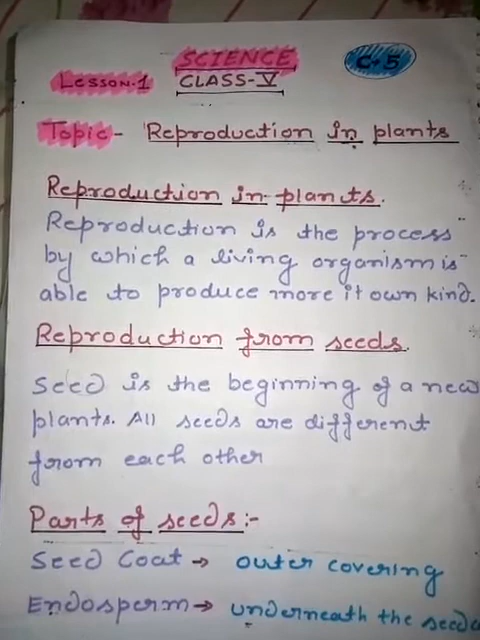 SCIENCE C-5
Lesson.1 CLASS-V
Topic- Reproduction in plants
Reproduction in plants.
Reproduction is the process
by which a living organism is
able to produce more it own kind.
Reproduction from seeds
Seed is the beginning of a new
plants. All seeds are different
from each other
Parts of seeds:-
Seed Coat → outer covering
Endosperm → underneath the seed